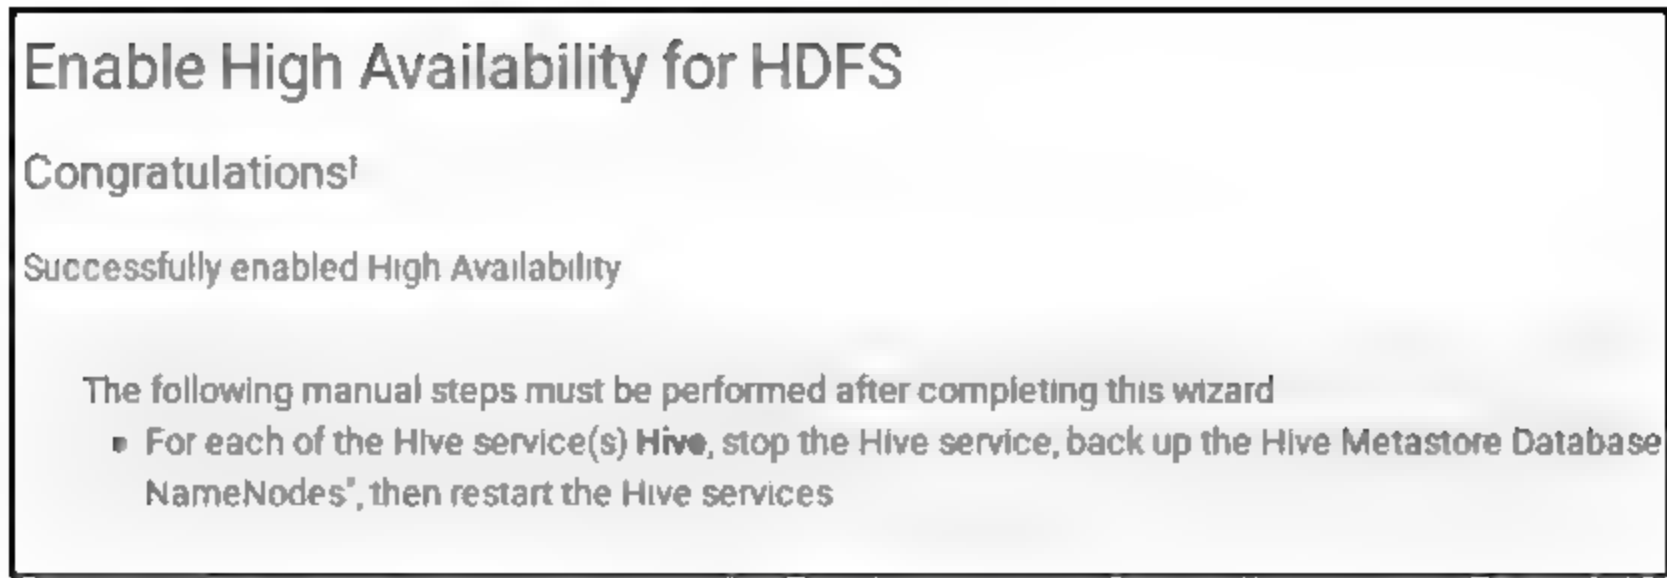 Enable High Availability for HDFS
Congratulations!
Successfully enabled High Availability
The following manual steps must be performed after completing this wizard
For each of the Hive service(s) Hive, stop the Hive service, back up the Hive Metastore Database
NameNodes", then restart the Hive services